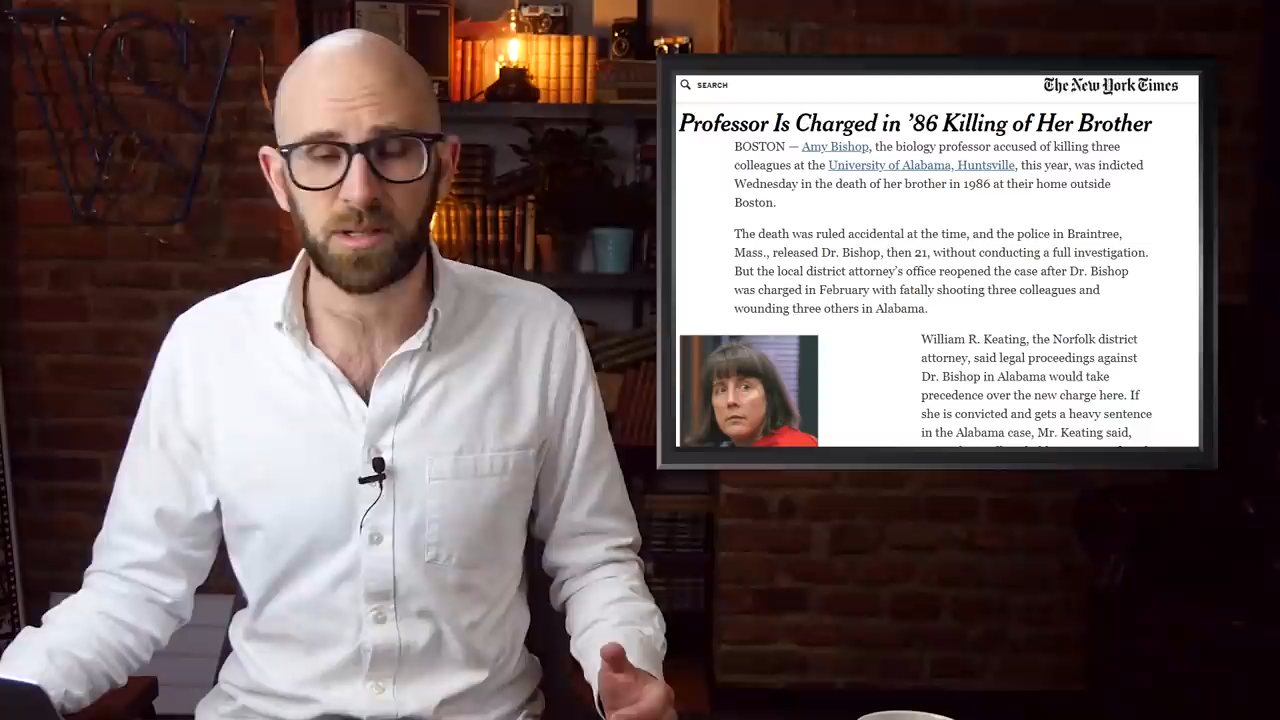 SEARCH
The New York Times
Professor Is Charged in ’86 Killing of Her Brother
BOSTON — Amy Bishop, the biology professor accused of killing three
colleagues at the University of Alabama, Huntsville, this year, was indicted
Wednesday in the death of her brother in 1986 at their home outside
Boston.
The death was ruled accidental at the time, and the police in Braintree,
Mass., released Dr. Bishop, then 21, without conducting a full investigation.
But the local district attorney’s office reopened the case after Dr. Bishop
was charged in February with fatally shooting three colleagues and
wounding three others in Alabama.
William R. Keating, the Norfolk district
attorney, said legal proceedings against
Dr. Bishop in Alabama would take
precedence over the new charge here. If
she is convicted and gets a heavy sentence
in the Alabama case, Mr. Keating said,